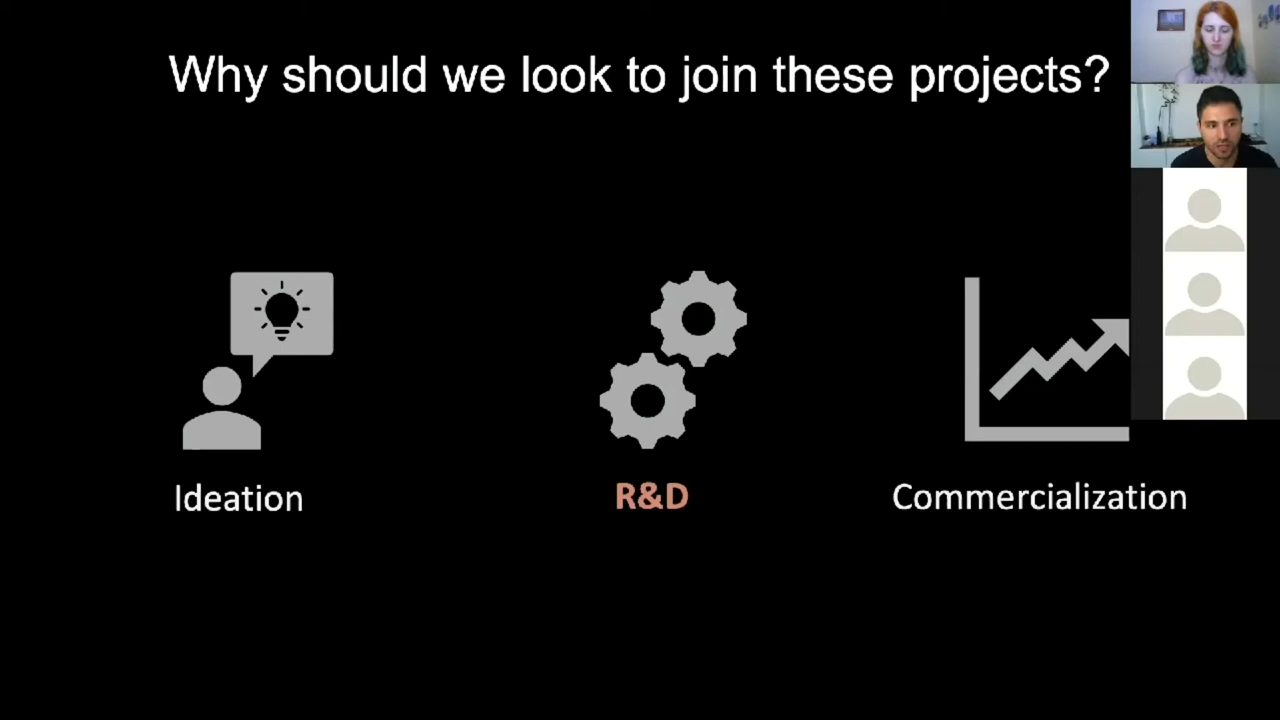 Why should we look to join these projects?
Ideation
R&D
Commercialization